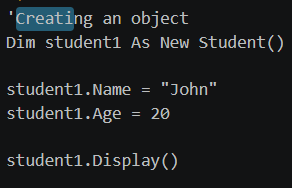 'Creating an object
Dim student1 As New Student()
student1.Name = "John"
student1.Age = 20
student1.Display()